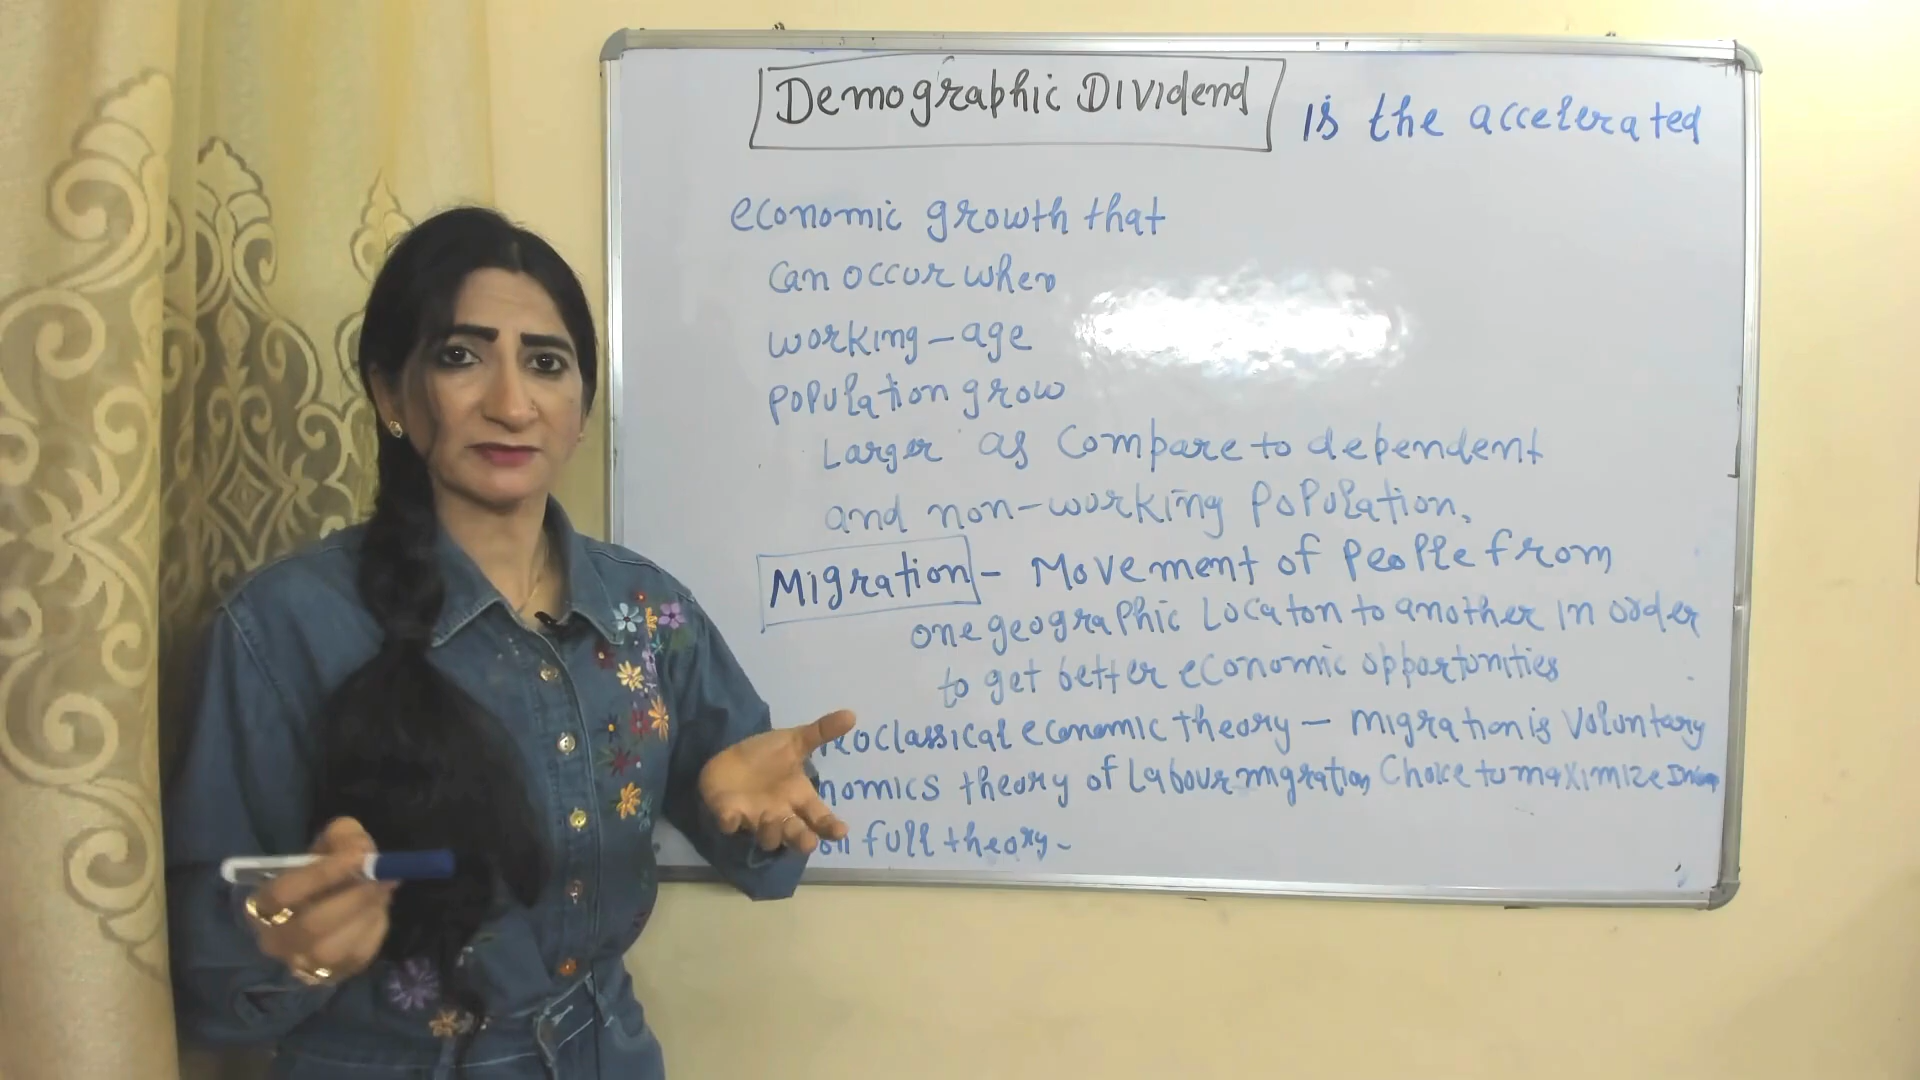 Demographic Dividend is the accelerated
economic growth that
can occur when
working-age
population grow
Larger as compare to dependent
and non-working population.
Migration - Movement of people from
one geographic Locaton to another in order
to get better economic opportunities
eoclassical economic theory - migration is voluntary
nomics theory of Labour migration Choice to maximize
on full theory-